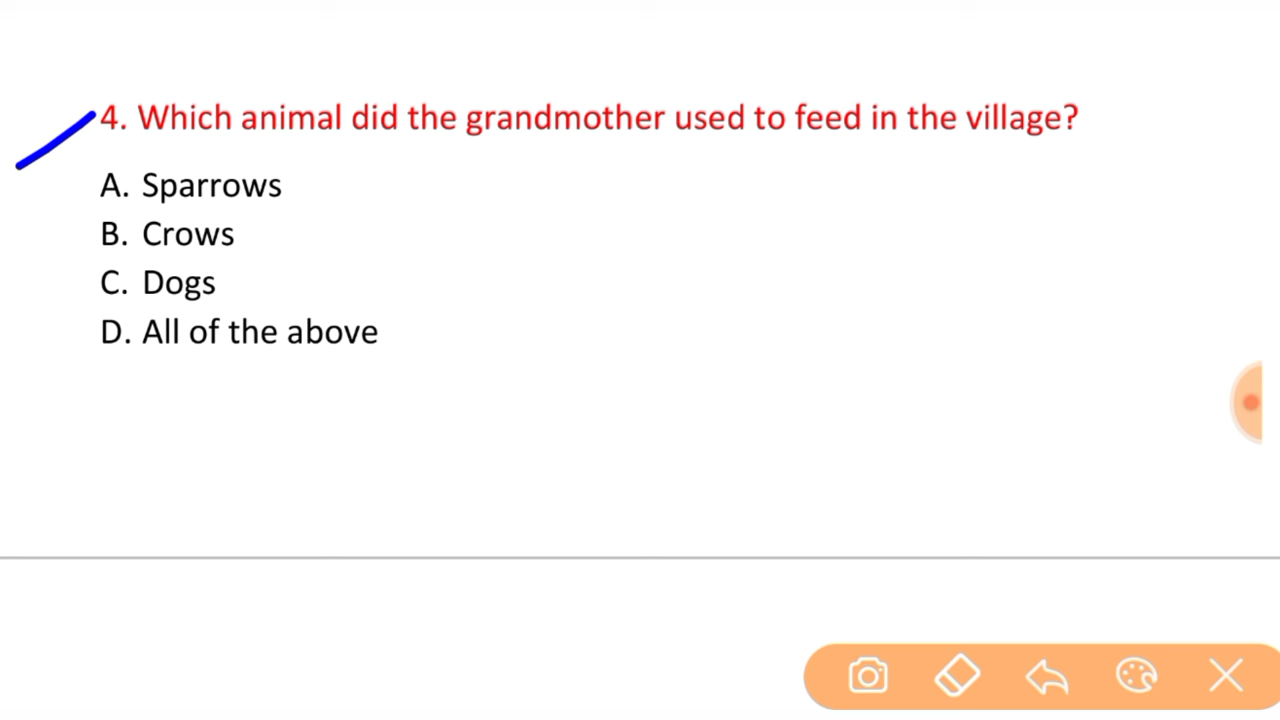 4. Which animal did the grandmother used to feed in the village?
A. Sparrows
B. Crows
C. Dogs
D. All of the above